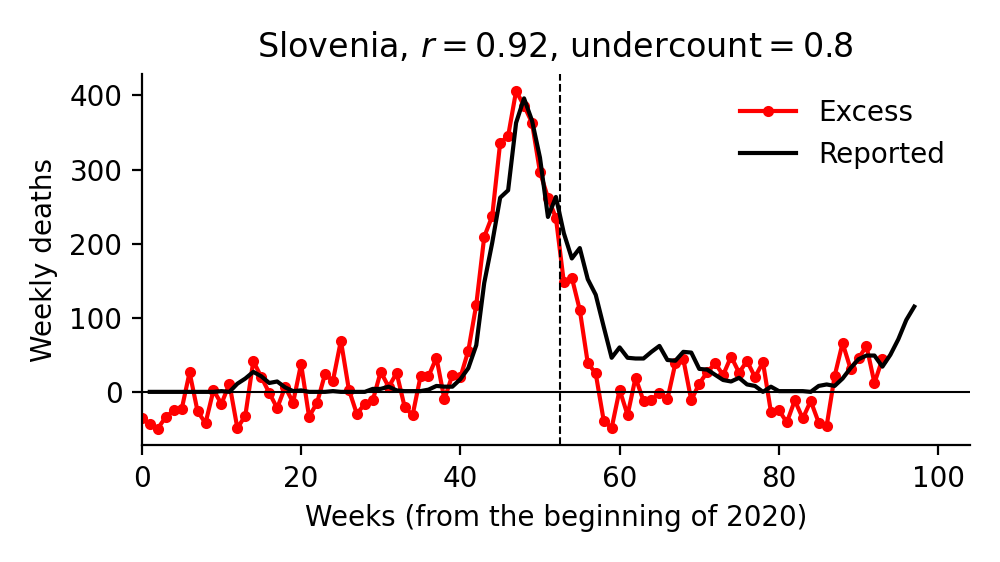 Slovenia, r = 0.92, undercount = 0.8
Weekly deaths
400
300
200
100
0
Excess
Reported
0 20 40 60 80 100
Weeks (from the beginning of 2020)